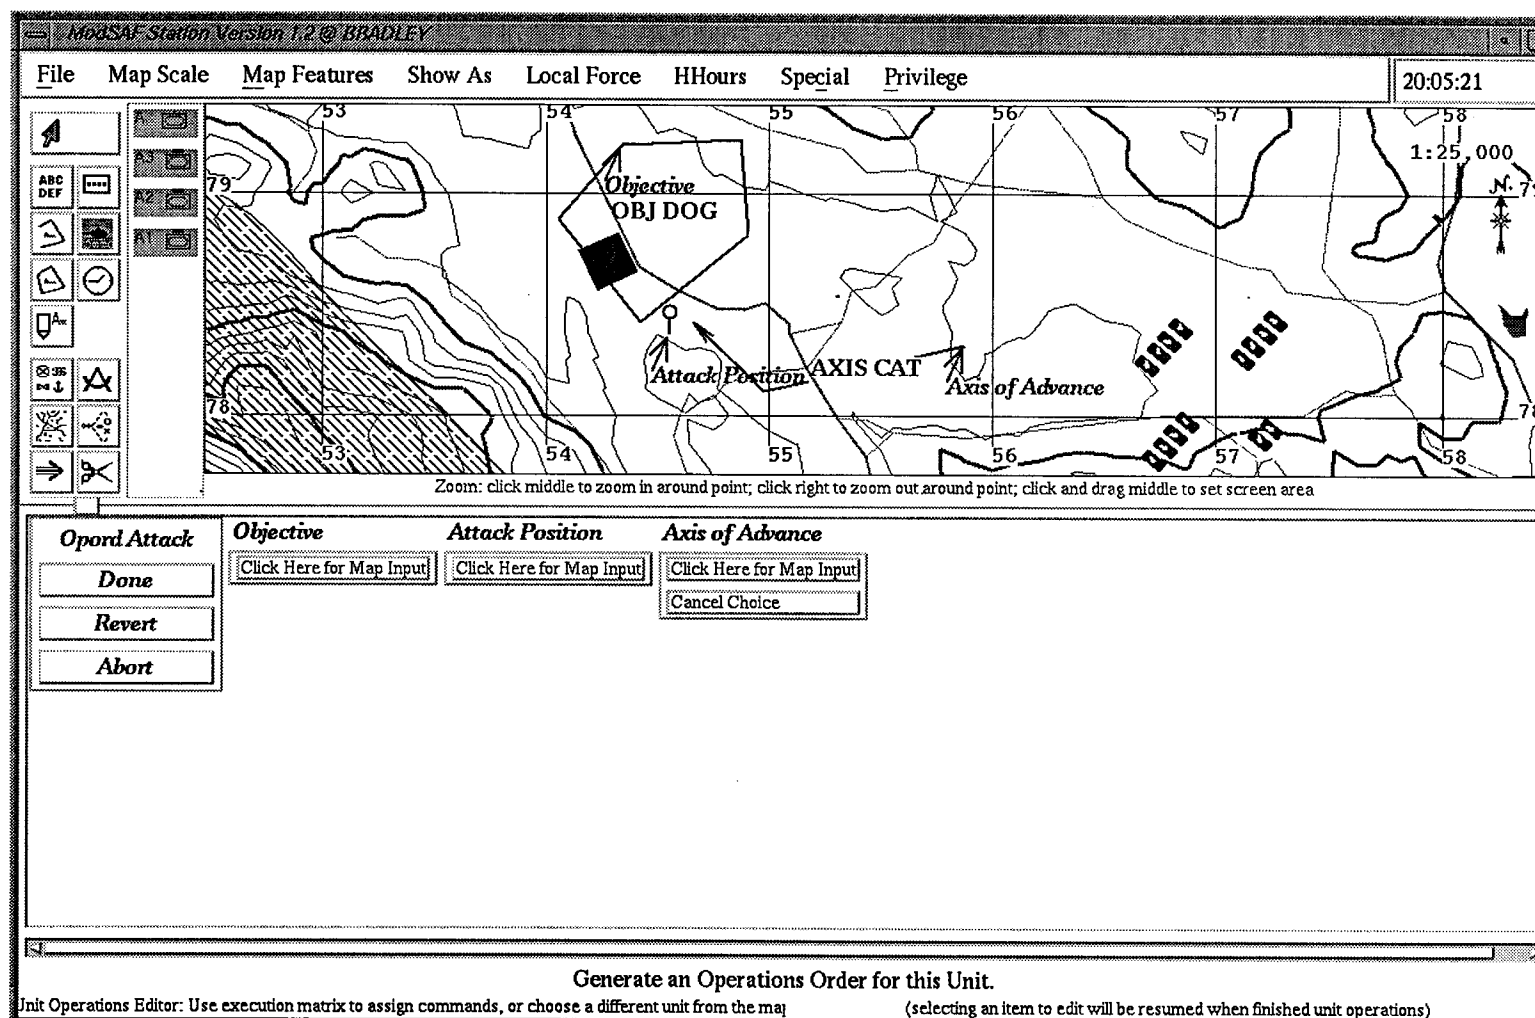 ModSAF Station Version 1.2 @ BRADLEY
File Map Scale Map Features Show As Local Force HHours Special Privilege 20:05:21
A
A3
A2
A1
ABC
DEF
53 54 55 56 57 58
1:25,000
N
79
Objective
OBJ DOG
AXIS CAT
Attack Position
Axis of Advance
78
53 54 55 56 57 58
Zoom: click middle to zoom in around point; click right to zoom out around point; click and drag middle to set screen area
Opord Attack
Done
Revert
Abort
Objective
Click Here for Map Input
Attack Position
Click Here for Map Input
Axis of Advance
Click Here for Map Input
Cancel Choice
Generate an Operations Order for this Unit.
Unit Operations Editor: Use execution matrix to assign commands, or choose a different unit from the map (selecting an item to edit will be resumed when finished unit operations)